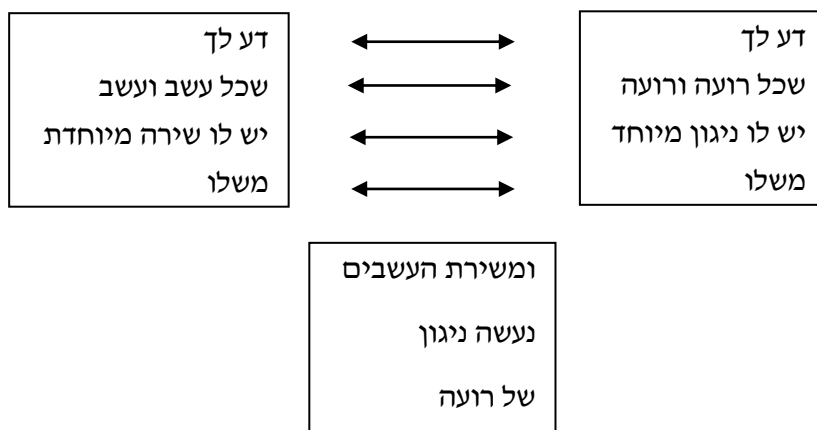 דע לך
שכל רועה ורועה
יש לו ניגון מיוחד
משלו
דע לך
שכל עשב ועשב
יש לו שירה מיוחדת
משלו
ומשירת העשבים
נעשה ניגון
של רועה